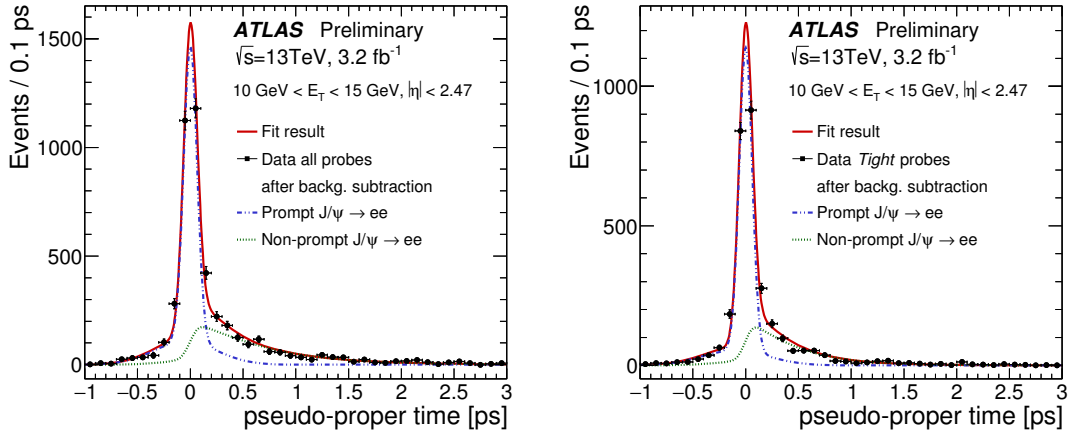 Events / 0.1 ps
1500
1000
500
0
ATLAS Preliminary
√s=13TeV, 3.2 fb⁻¹
10 GeV < E_T < 15 GeV, |η| < 2.47
Fit result
Data all probes
after backg. subtraction
Prompt J/ψ → ee
Non-prompt J/ψ → ee
−1 −0.5 0 0.5 1 1.5 2 2.5 3
pseudo-proper time [ps]
Events / 0.1 ps
1000
500
0
ATLAS Preliminary
√s=13TeV, 3.2 fb⁻¹
10 GeV < E_T < 15 GeV, |η| < 2.47
Fit result
Data Tight probes
after backg. subtraction
Prompt J/ψ → ee
Non-prompt J/ψ → ee
−1 −0.5 0 0.5 1 1.5 2 2.5 3
pseudo-proper time [ps]